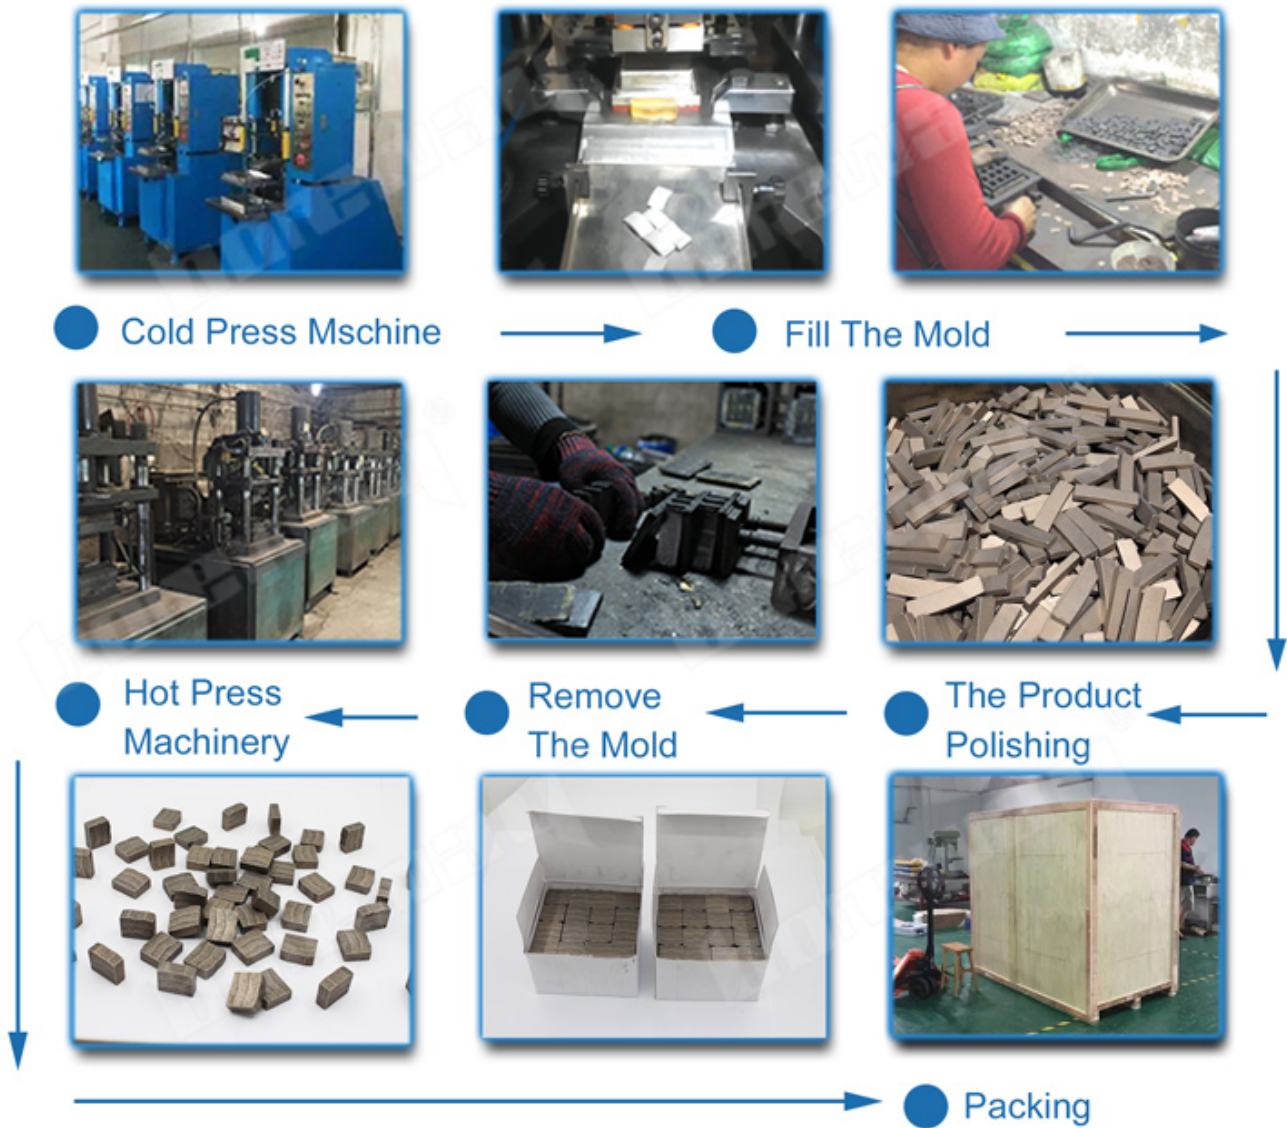 Cold Press Mschine
Fill The Mold
Hot Press
Machinery
Remove
The Mold
The Product
Polishing
Packing